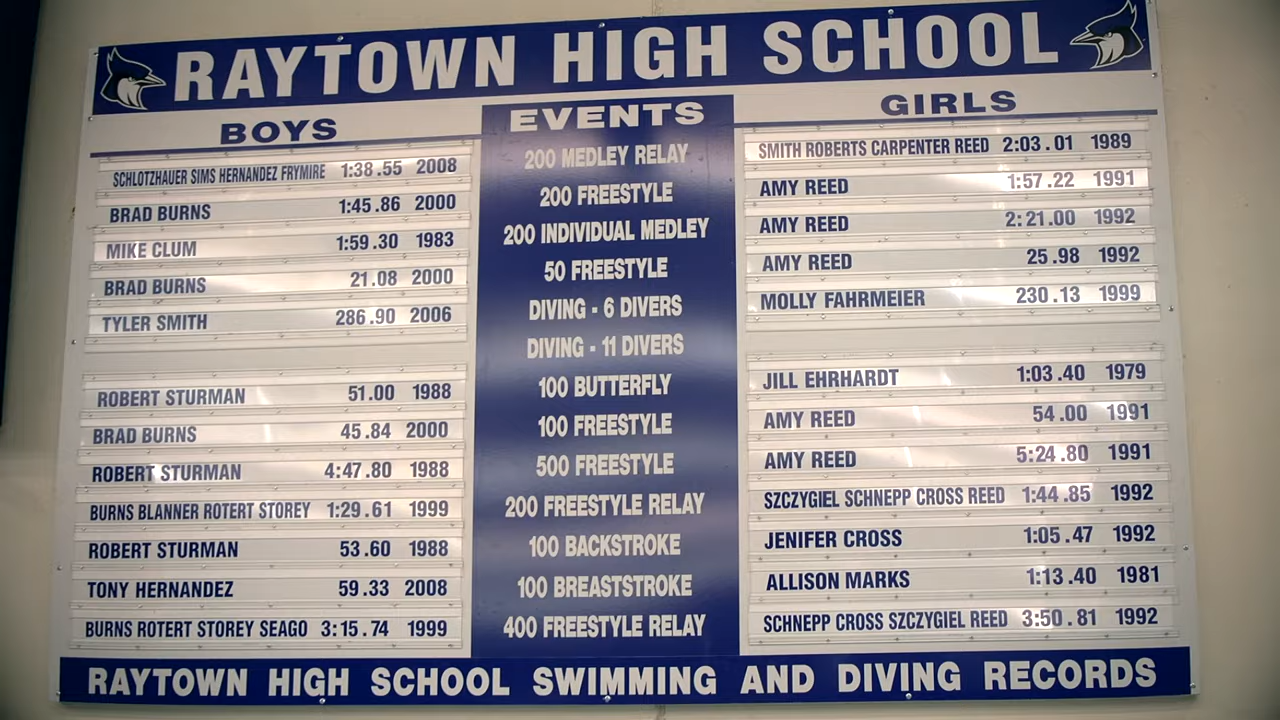 RAYTOWN HIGH SCHOOL
BOYS EVENTS GIRLS
SCHLOTZHAUER SIMS HERNANDEZ FRYMIRE 1:38.55 2008 200 MEDLEY RELAY SMITH ROBERTS CARPENTER REED 2:03.01 1989
BRAD BURNS 1:45.86 2000 200 FREESTYLE AMY REED 1:57.22 1991
MIKE CLUM 1:59.30 1983 200 INDIVIDUAL MEDLEY AMY REED 2:21.00 1992
BRAD BURNS 21.08 2000 50 FREESTYLE AMY REED 25.98 1992
TYLER SMITH 286.90 2006 DIVING - 6 DIVERS MOLLY FAHRMEIER 230.13 1999
DIVING - 11 DIVERS
ROBERT STURMAN 51.00 1988 100 BUTTERFLY JILL EHRHARDT 1:03.40 1979
BRAD BURNS 45.84 2000 100 FREESTYLE AMY REED 54.00 1991
ROBERT STURMAN 4:47.80 1988 500 FREESTYLE AMY REED 5:24.80 1991
BURNS BLANNER ROTERT STOREY 1:29.61 1999 200 FREESTYLE RELAY SZCZYGIEL SCHNEPP CROSS REED 1:44.85 1992
ROBERT STURMAN 53.60 1988 100 BACKSTROKE JENIFER CROSS 1:05.47 1992
TONY HERNANDEZ 59.33 2008 100 BREASTSTROKE ALLISON MARKS 1:13.40 1981
BURNS ROTERT STOREY SEAGO 3:15.74 1999 400 FREESTYLE RELAY SCHNEPP CROSS SZCZYGIEL REED 3:50.81 1992
RAYTOWN HIGH SCHOOL SWIMMING AND DIVING RECORDS